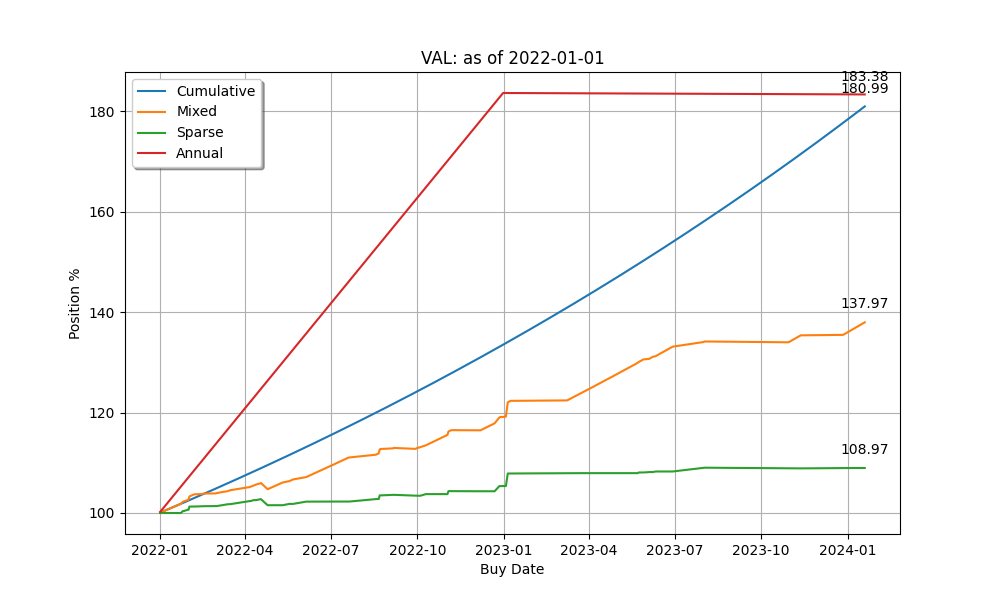 VAL: as of 2022-01-01
Cumulative
Mixed
Sparse
Annual
183.38
180.99
137.97
108.97
Position %
180
160
140
120
100
2022-01 2022-04 2022-07 2022-10 2023-01 2023-04 2023-07 2023-10 2024-01
Buy Date